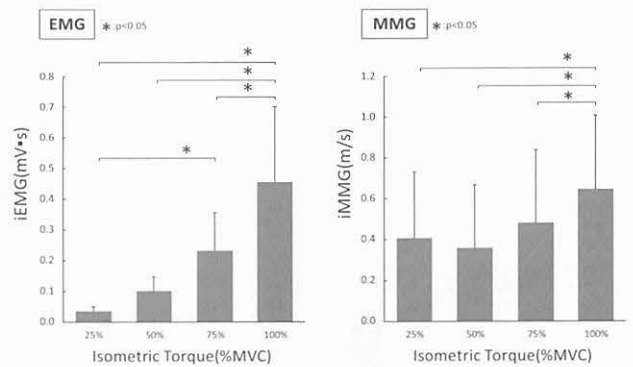 EMG
* p<0.05
iEMG(mV▪s)
0.8
0.7
0.6
0.5
0.4
0.3
0.2
0.1
0.0
*
*
*
*
25% 50% 75% 100%
Isometric Torque(%MVC)
MMG
* p<0.05
iMMG(m/s)
1.2
1.0
0.8
0.6
0.4
0.2
0.0
*
*
*
25% 50% 75% 100%
Isometric Torque(%MVC)